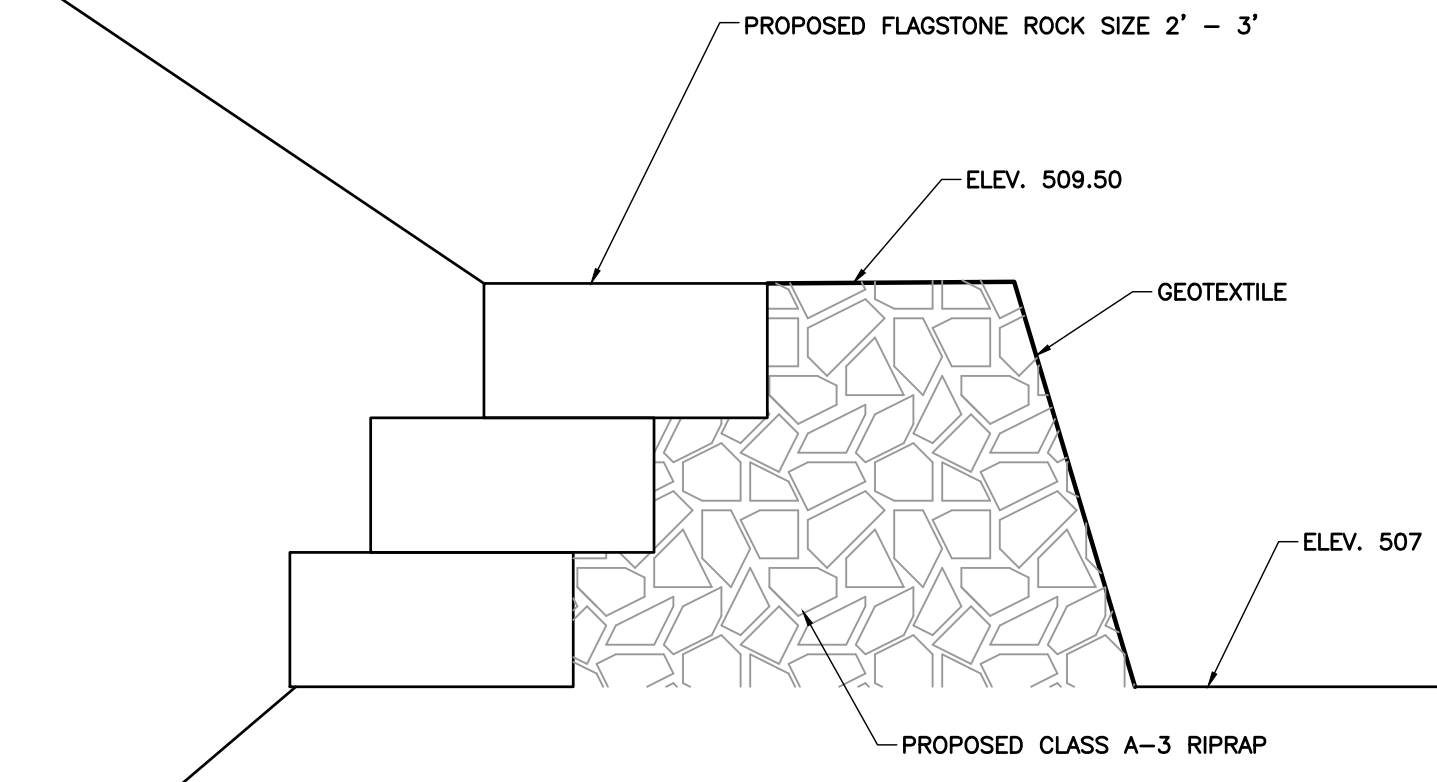 PROPOSED FLAGSTONE ROCK SIZE 2' - 3'
ELEV. 509.50
GEOTEXTILE
ELEV. 507
PROPOSED CLASS A-3 RIPRAP